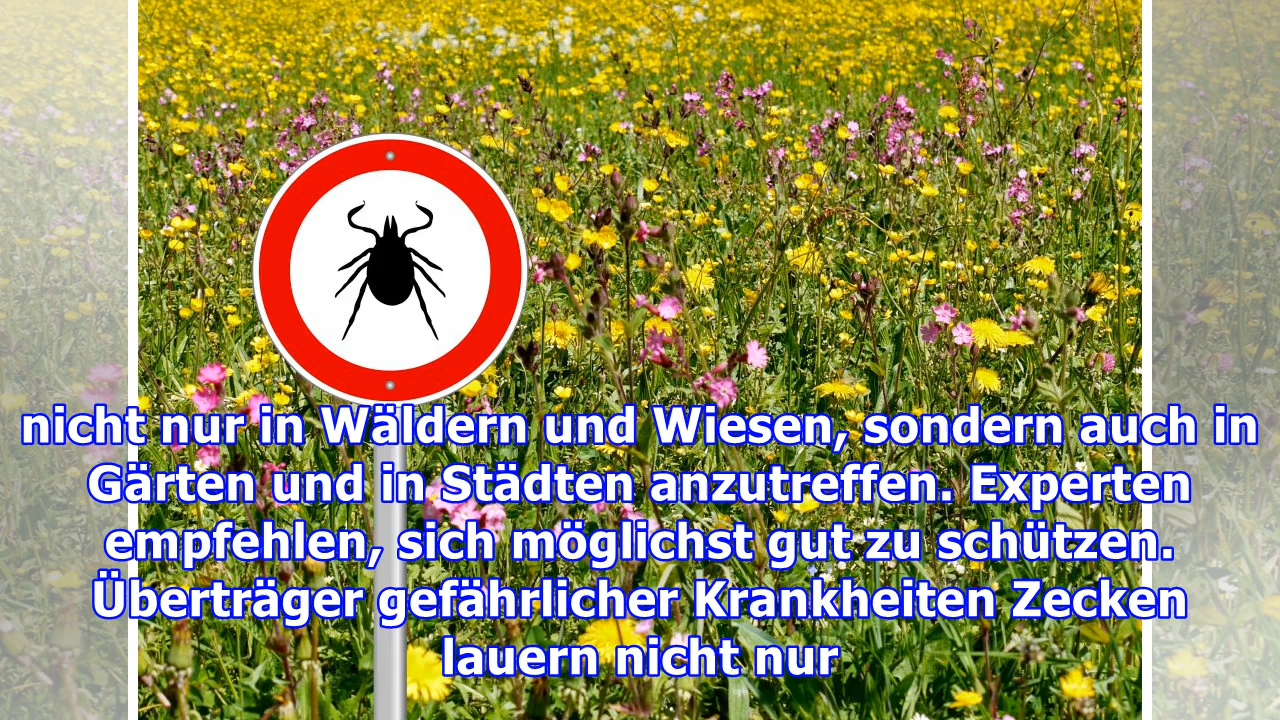 nicht nur in Wäldern und Wiesen, sondern auch in
Gärten und in Städten anzutreffen. Experten
empfehlen, sich möglichst gut zu schützen.
Überträger gefährlicher Krankheiten Zecken
lauern nicht nur